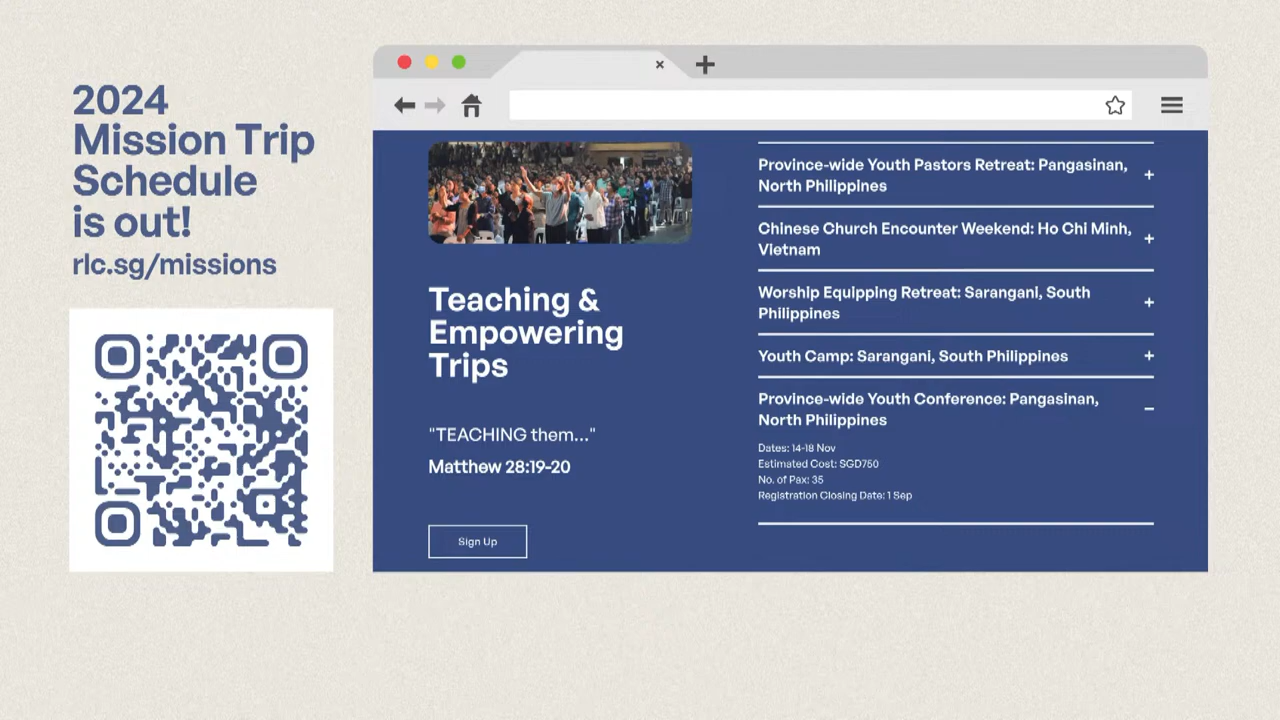 2024
Mission Trip
Schedule
is out!
rlc.sg/missions
Teaching &
Empowering
Trips
"TEACHING them..."
Matthew 28:19-20
Sign Up
Province-wide Youth Pastors Retreat: Pangasinan,
North Philippines
Chinese Church Encounter Weekend: Ho Chi Minh,
Vietnam
Worship Equipping Retreat: Sarangani, South
Philippines
Youth Camp: Sarangani, South Philippines
Province-wide Youth Conference: Pangasinan,
North Philippines
Dates: 14-18 Nov
Estimated Cost: SGD750
No. of Pax: 35
Registration Closing Date: 1 Sep